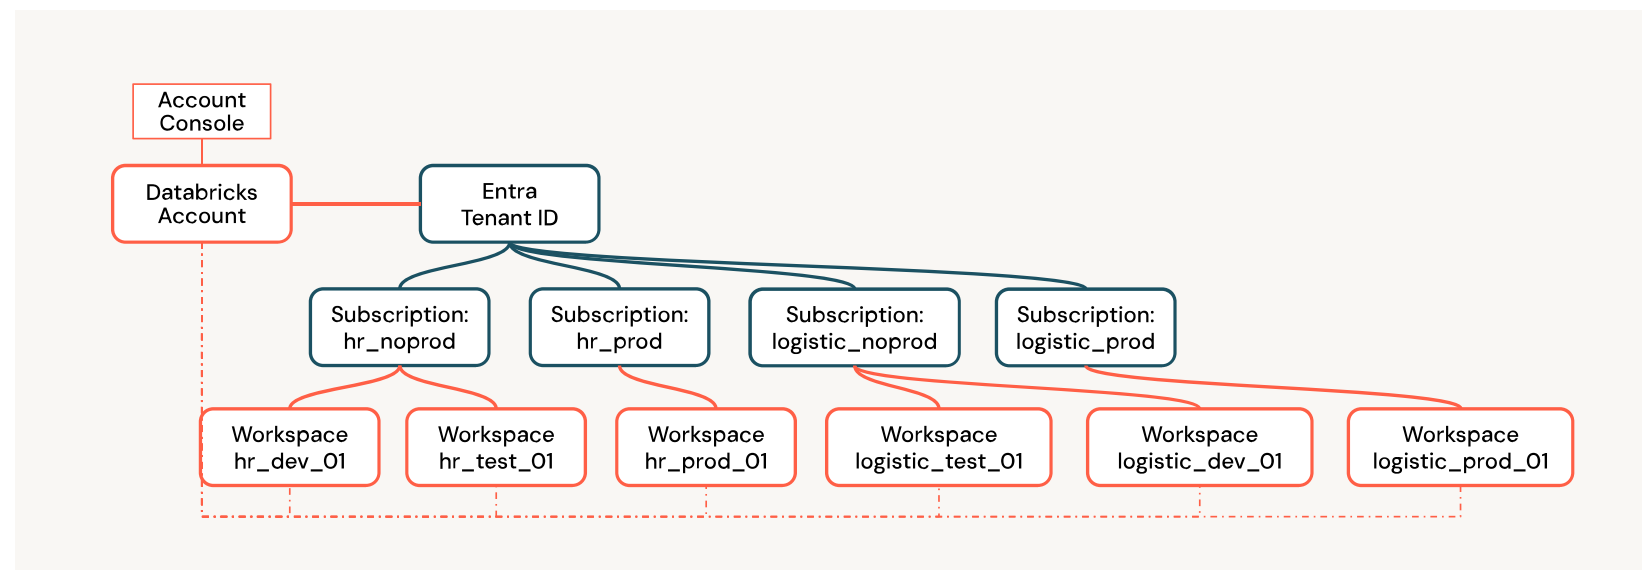 Account
Console
Databricks
Account
Entra
Tenant ID
Subscription:
hr_noprod
Subscription:
hr_prod
Subscription:
logistic_noprod
Subscription:
logistic_prod
Workspace
hr_dev_01
Workspace
hr_test_01
Workspace
hr_prod_01
Workspace
logistic_test_01
Workspace
logistic_dev_01
Workspace
logistic_prod_01